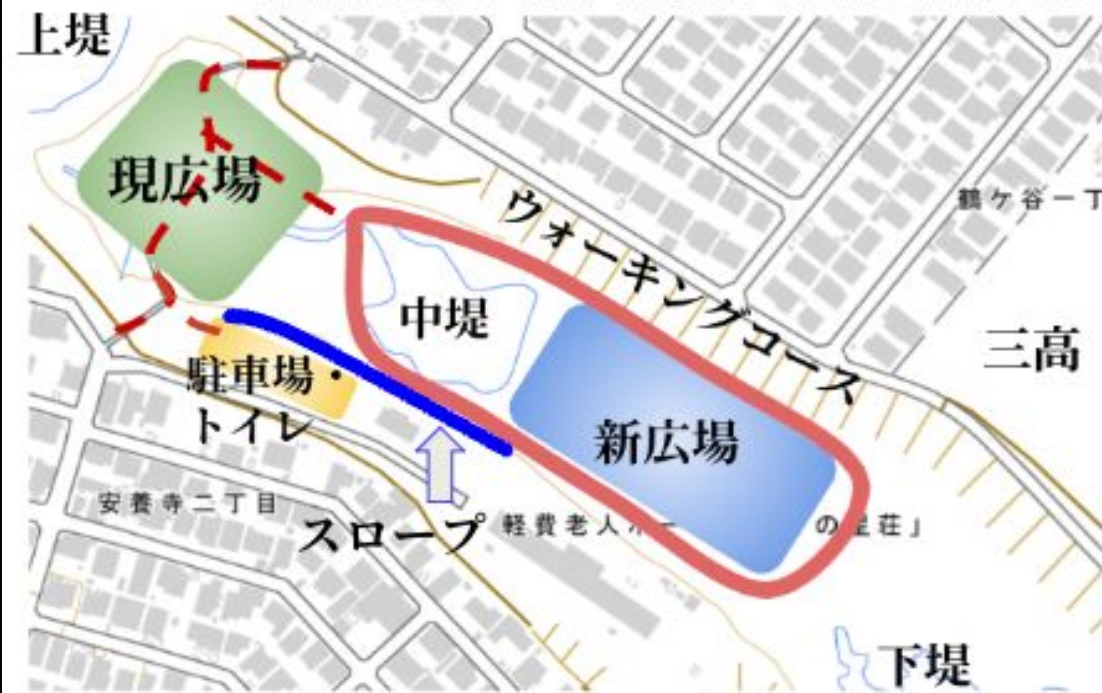 上堤
現広場
ウォーキングコース
鶴ケ谷一丁
中堤
三高
駐車場・
トイレ
新広場
安養寺二丁目
スロープ
軽費老人ホー
の里荘」
下堤